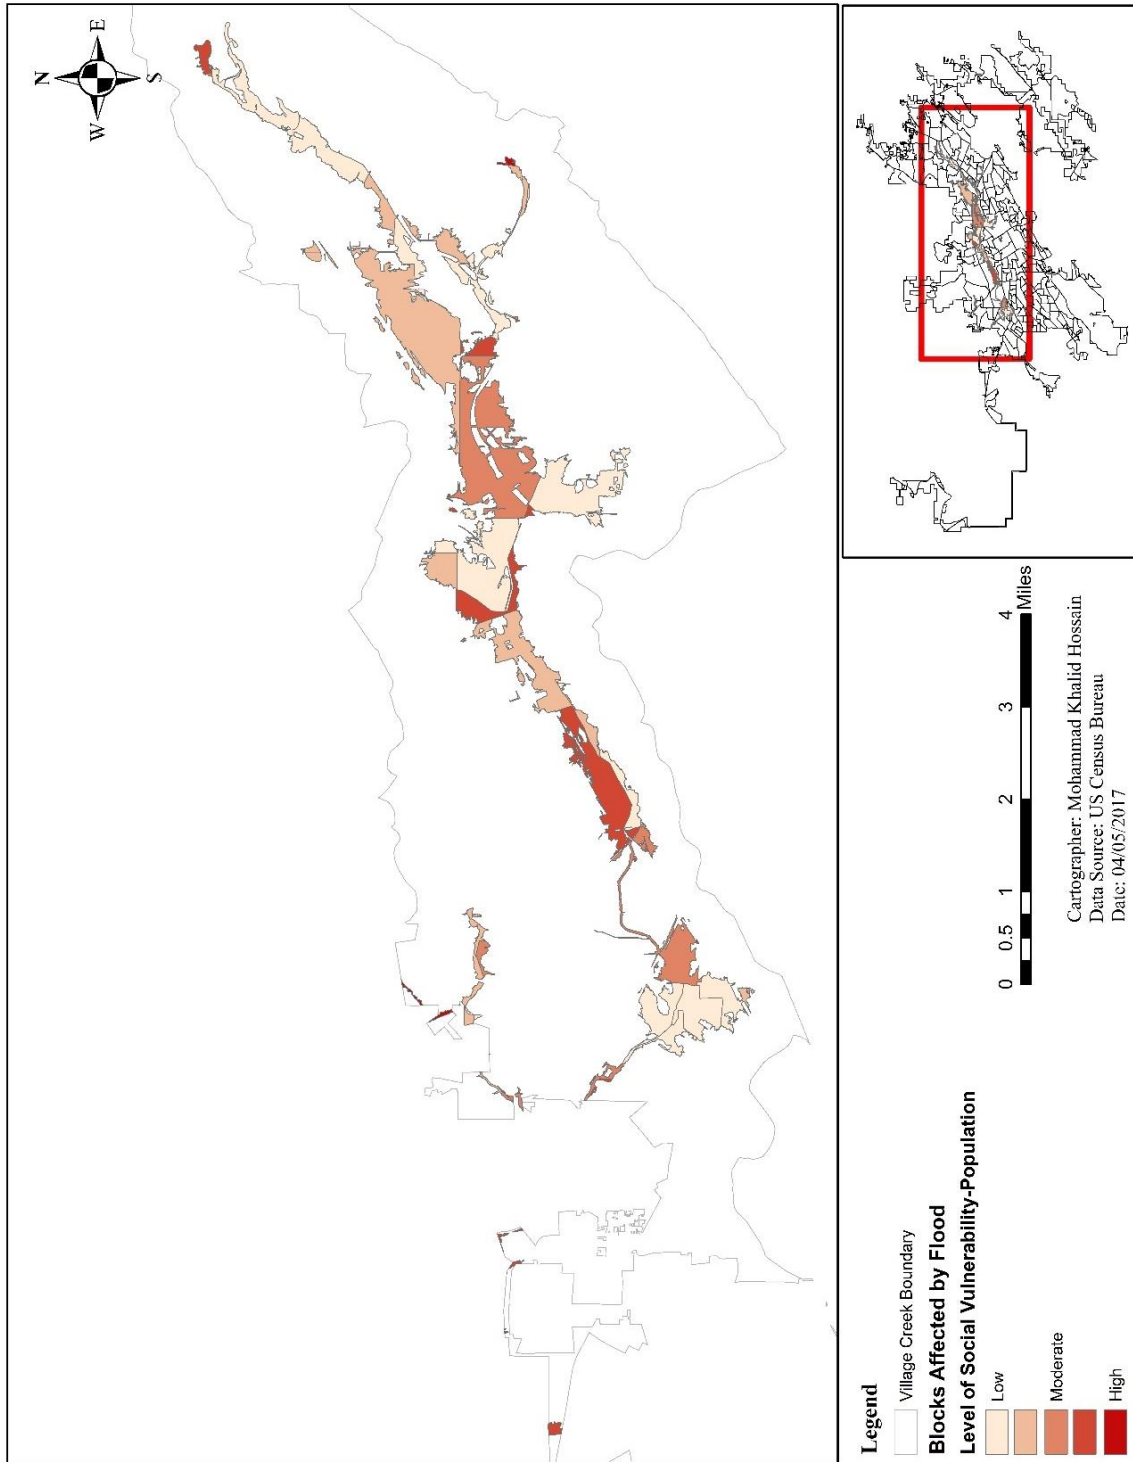 N
W
E
S
Legend
Village Creek Boundary
Blocks Affected by Flood
Level of Social Vulnerability-Population
Low
Moderate
High
0 0.5 1 2 3 4
Miles
Cartographer: Mohammad Khalid Hossain
Data Source: US Census Bureau
Date: 04/05/2017